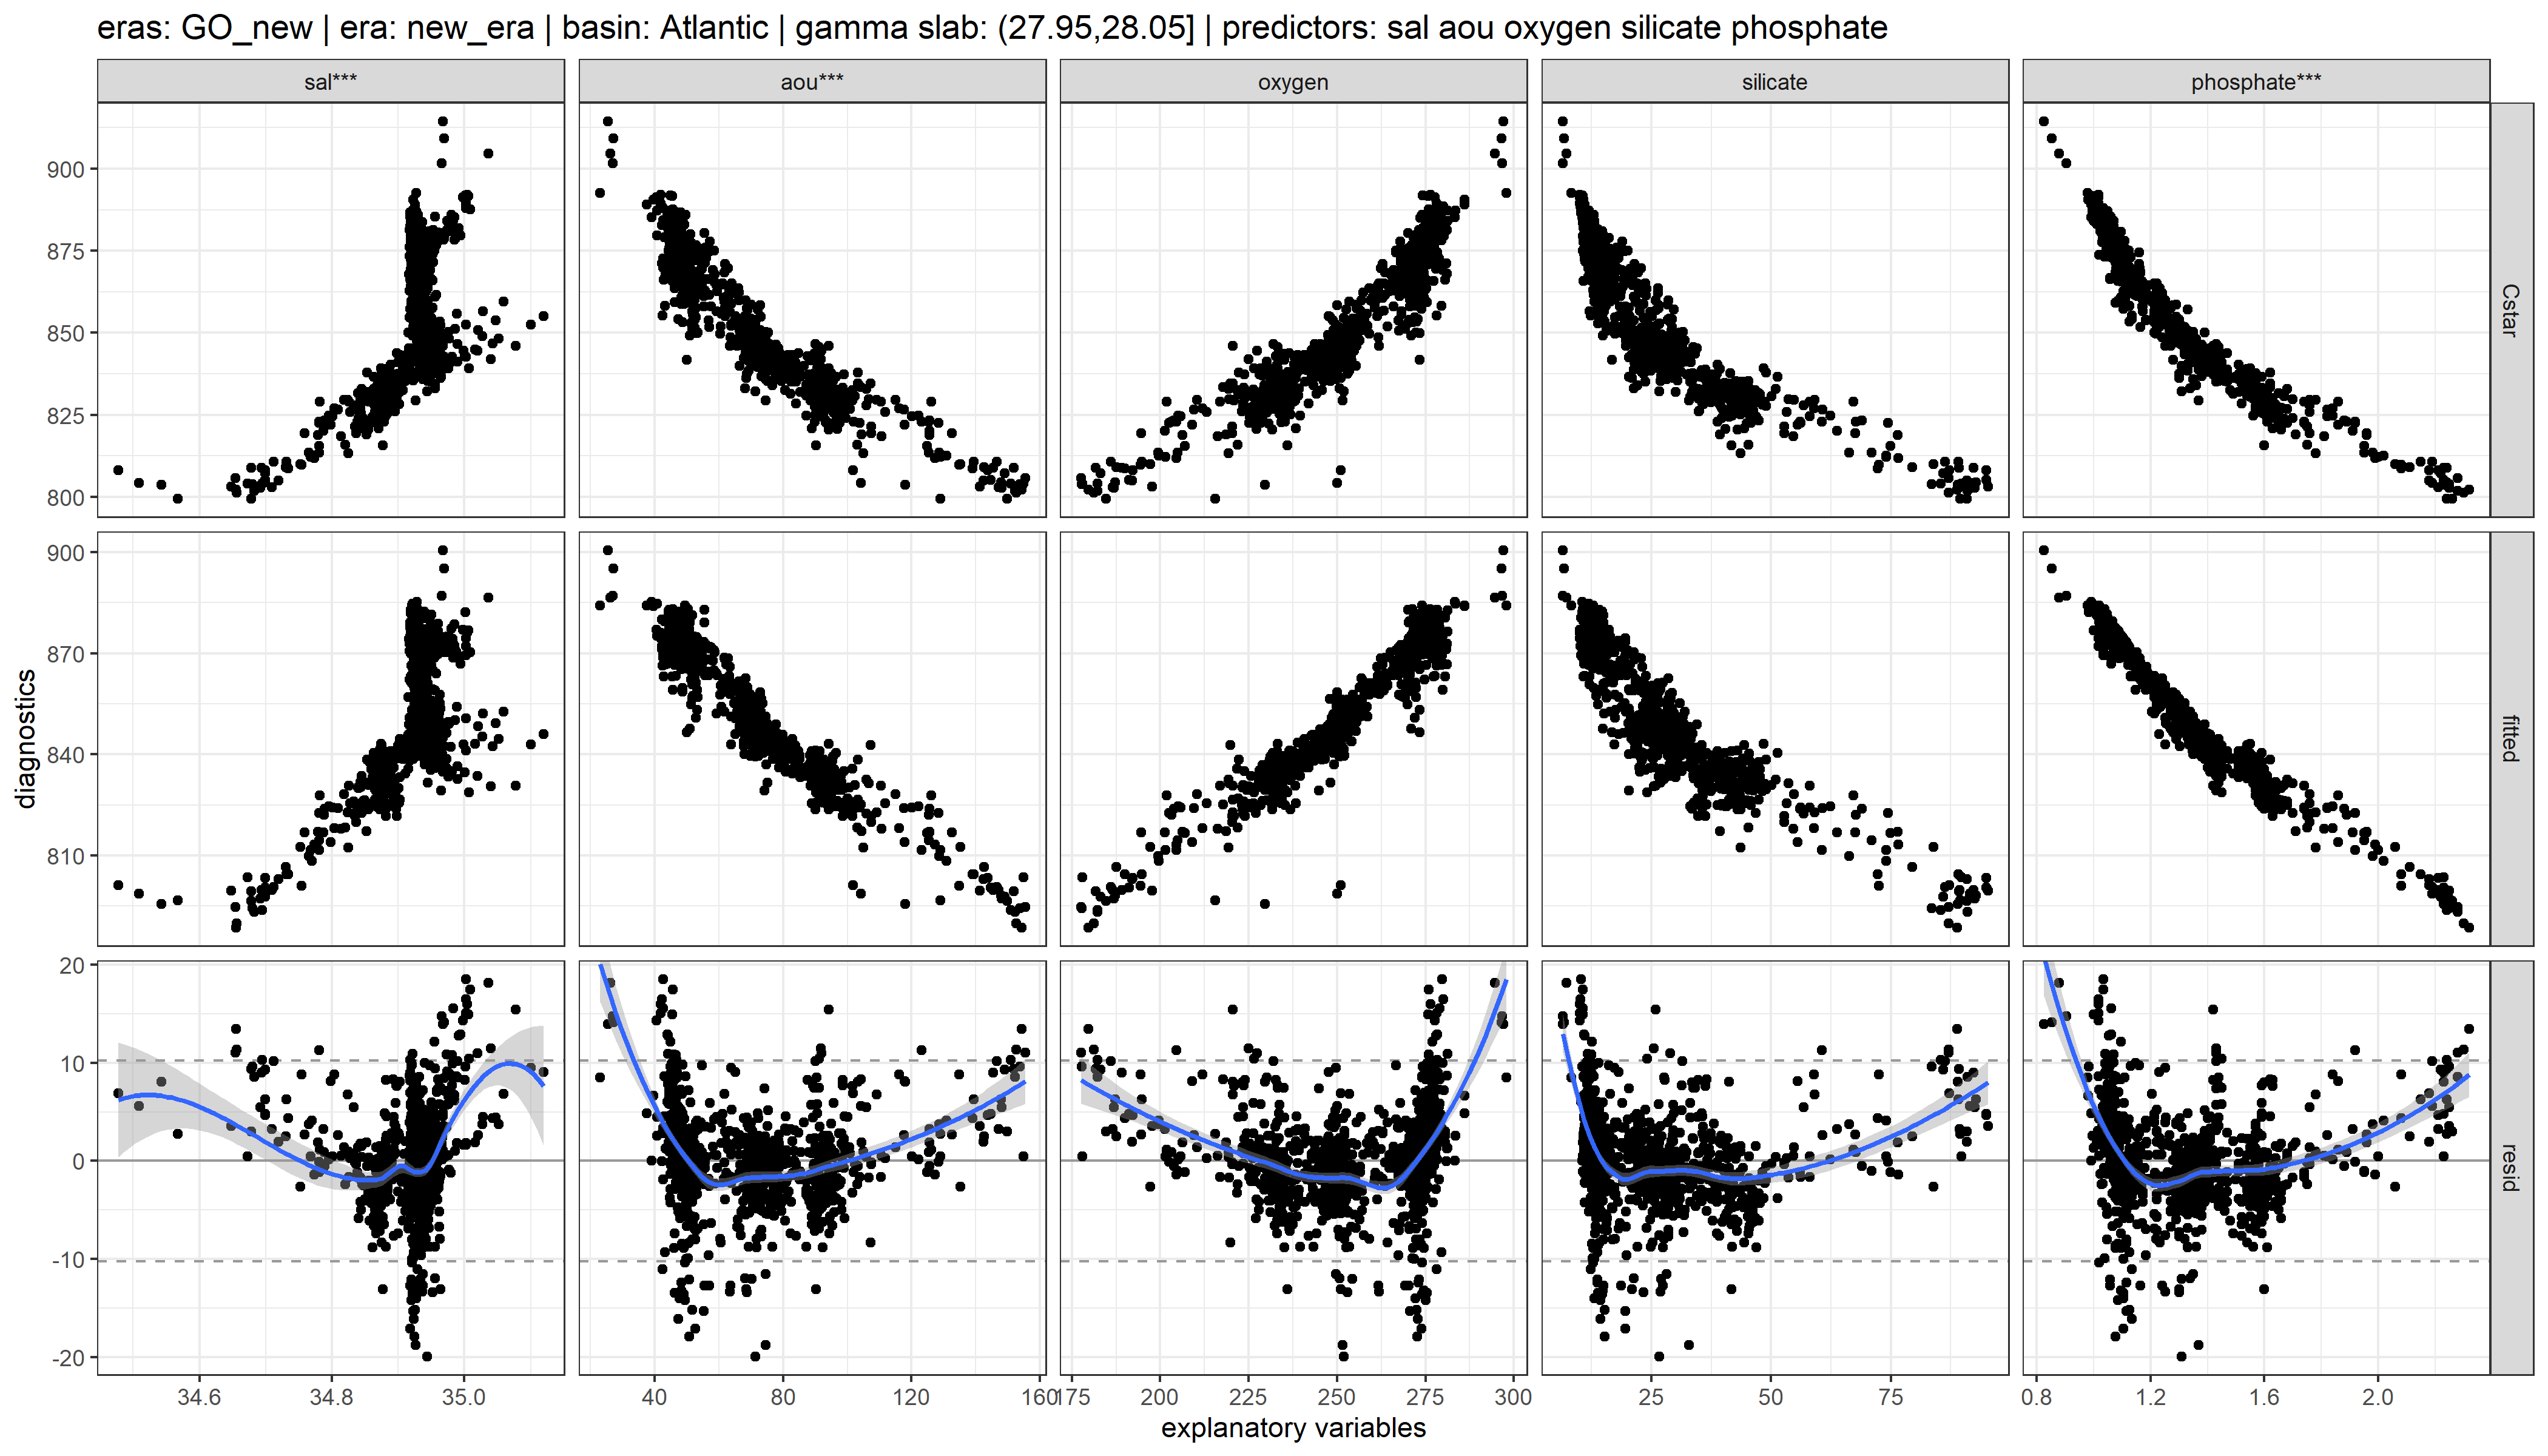 eras: GO_new | era: new_era | basin: Atlantic | gamma slab: (27.95,28.05] | predictors: sal aou oxygen silicate phosphate
sal*** aou*** oxygen silicate phosphate***
900
875
850
825
800
Cstar
900
870
840
810
fitted
diagnostics
20
10
0
-10
-20
resid
34.6 34.8 35.0 40 80 120 160 175 200 225 250 275 300 25 50 75 0.8 1.2 1.6 2.0
explanatory variables